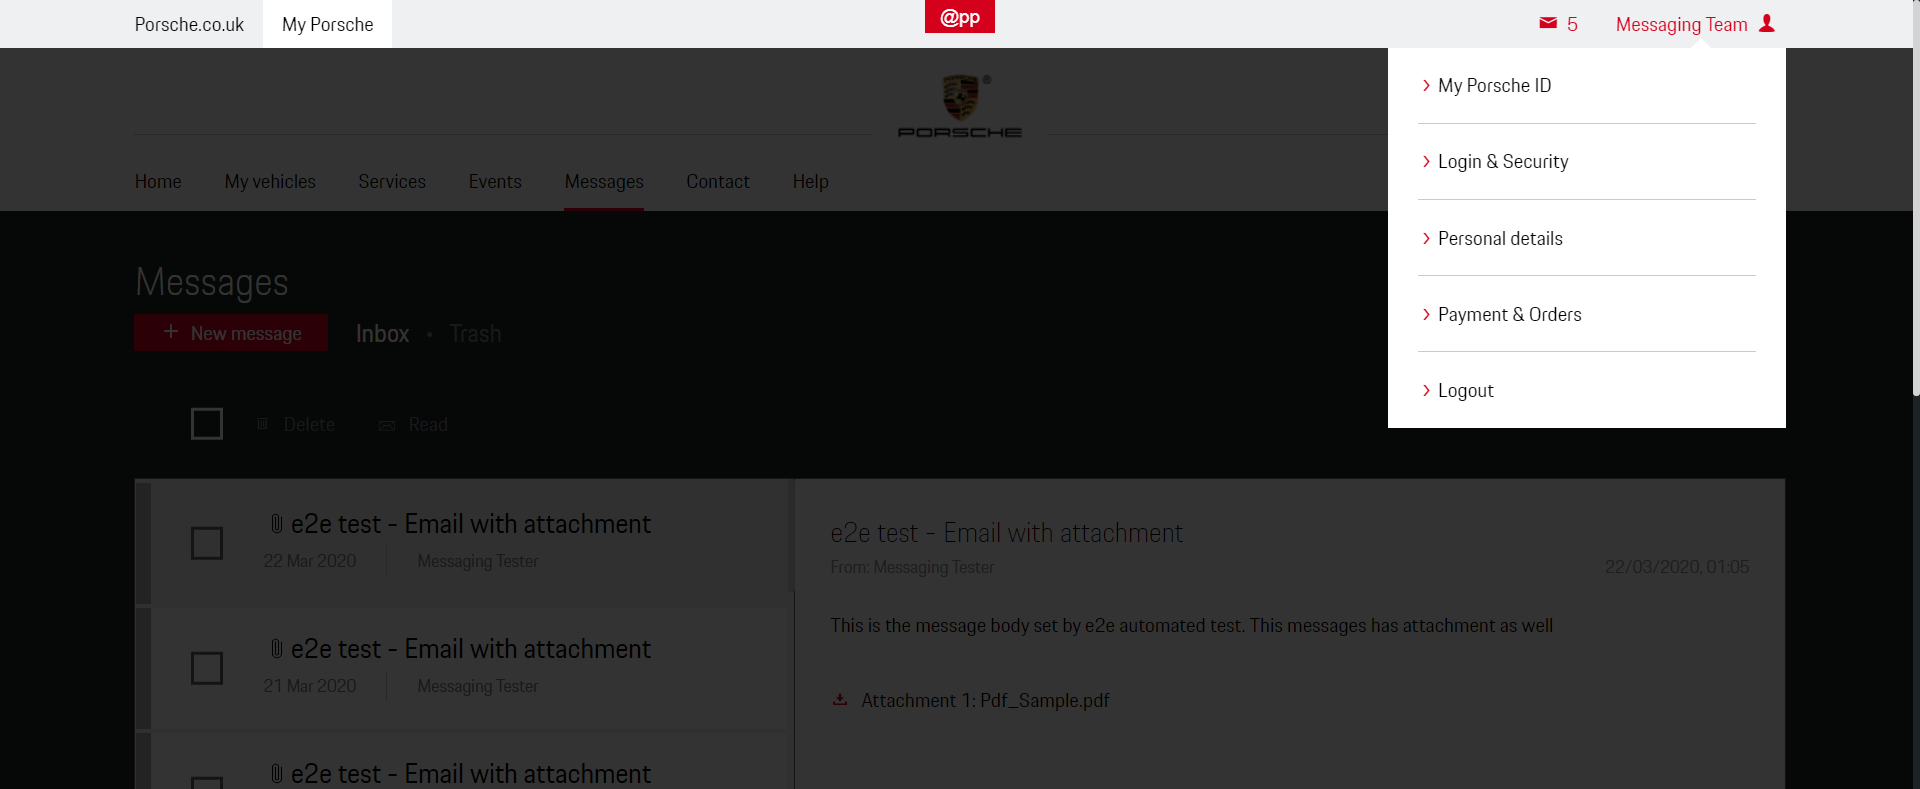 Porsche.co.uk
My Porsche
@pp
5
Messaging Team
My Porsche ID
Login & Security
Personal details
Payment & Orders
Logout
PORSCHE
Home
My vehicles
Services
Events
Messages
Contact
Help
Messages
+ New message
Inbox • Trash
Delete
Read
e2e test - Email with attachment
22 Mar 2020
Messaging Tester
e2e test - Email with attachment
21 Mar 2020
Messaging Tester
e2e test - Email with attachment
e2e test - Email with attachment
From: Messaging Tester
22/03/2020, 01:05
This is the message body set by e2e automated test. This messages has attachment as well
Attachment 1: Pdf_Sample.pdf